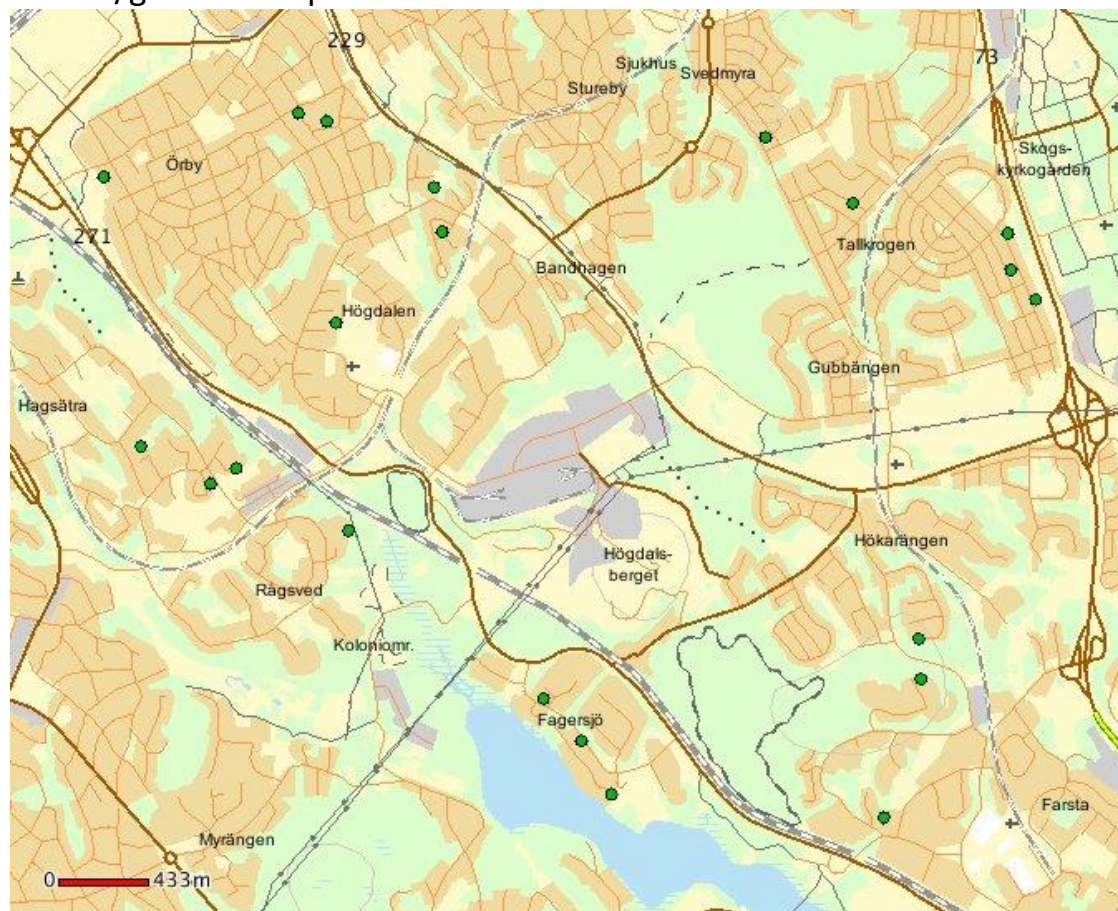 229
Sjukhus
Svedmyra
73
Stureby
Skogs-
kyrkogården
Örby
271
Tallkrogen
Bandhagen
Högdalen
Gubbängen
Hagsätra
Högdals-
berget
Hökarängen
Rågsved
Koloniomr.
Fagersjö
Farsta
Myrängen
0 433m